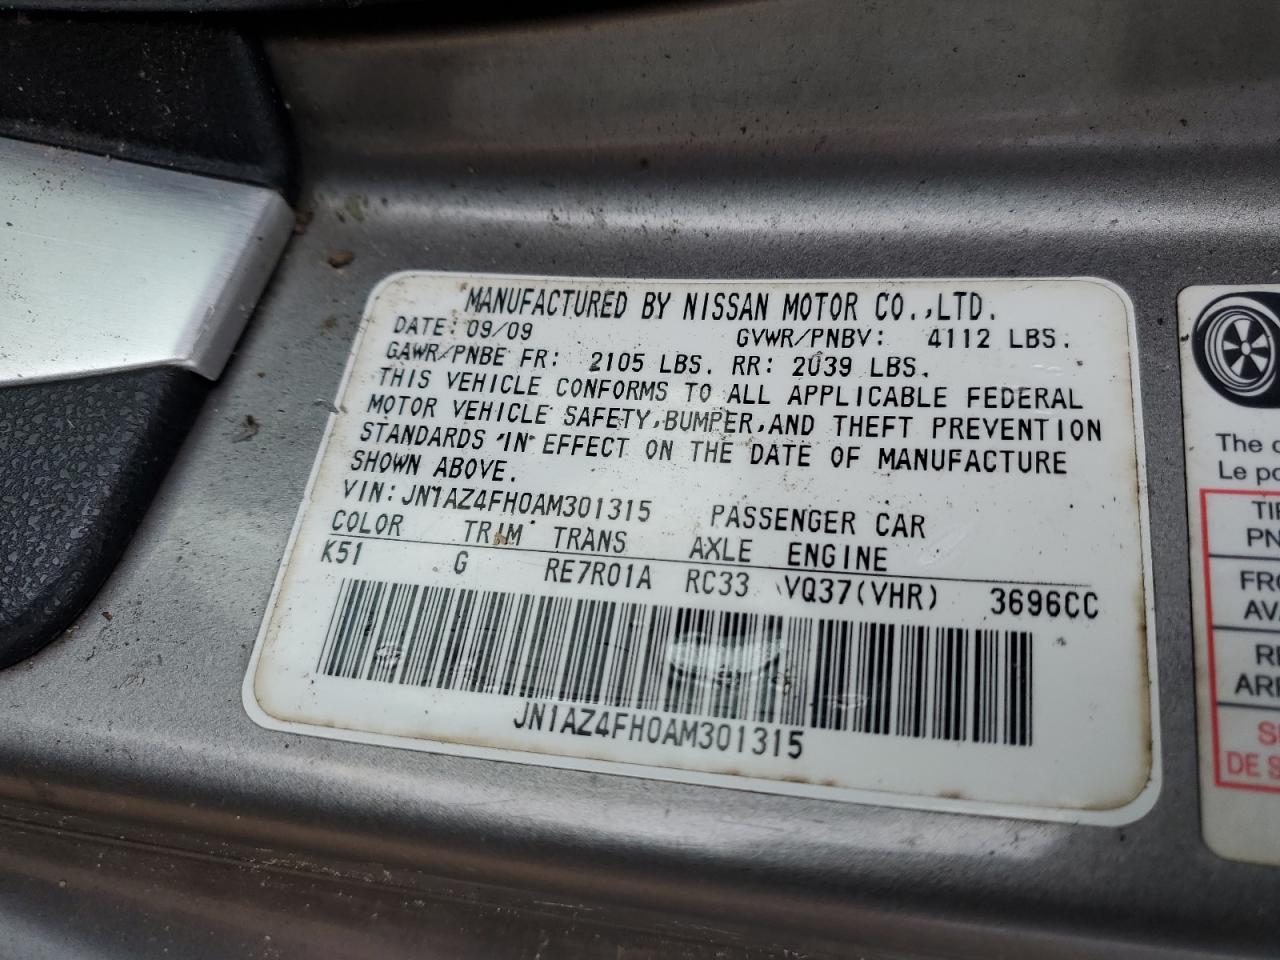 MANUFACTURED BY NISSAN MOTOR CO.,LTD.
DATE: 09/09 GVWR/PNBV: 4112 LBS.
GAWR/PNBE FR: 2105 LBS. RR: 2039 LBS.
THIS VEHICLE CONFORMS TO ALL APPLICABLE FEDERAL
MOTOR VEHICLE SAFETY,BUMPER,AND THEFT PREVENTION
STANDARDS IN EFFECT ON THE DATE OF MANUFACTURE
SHOWN ABOVE.
VIN: JN1AZ4FH0AM301315 PASSENGER CAR
COLOR TRIM TRANS AXLE ENGINE
K51 G RE7R01A RC33 VQ37(VHR) 3696CC
JN1AZ4FH0AM301315
The
Le
PN
DE